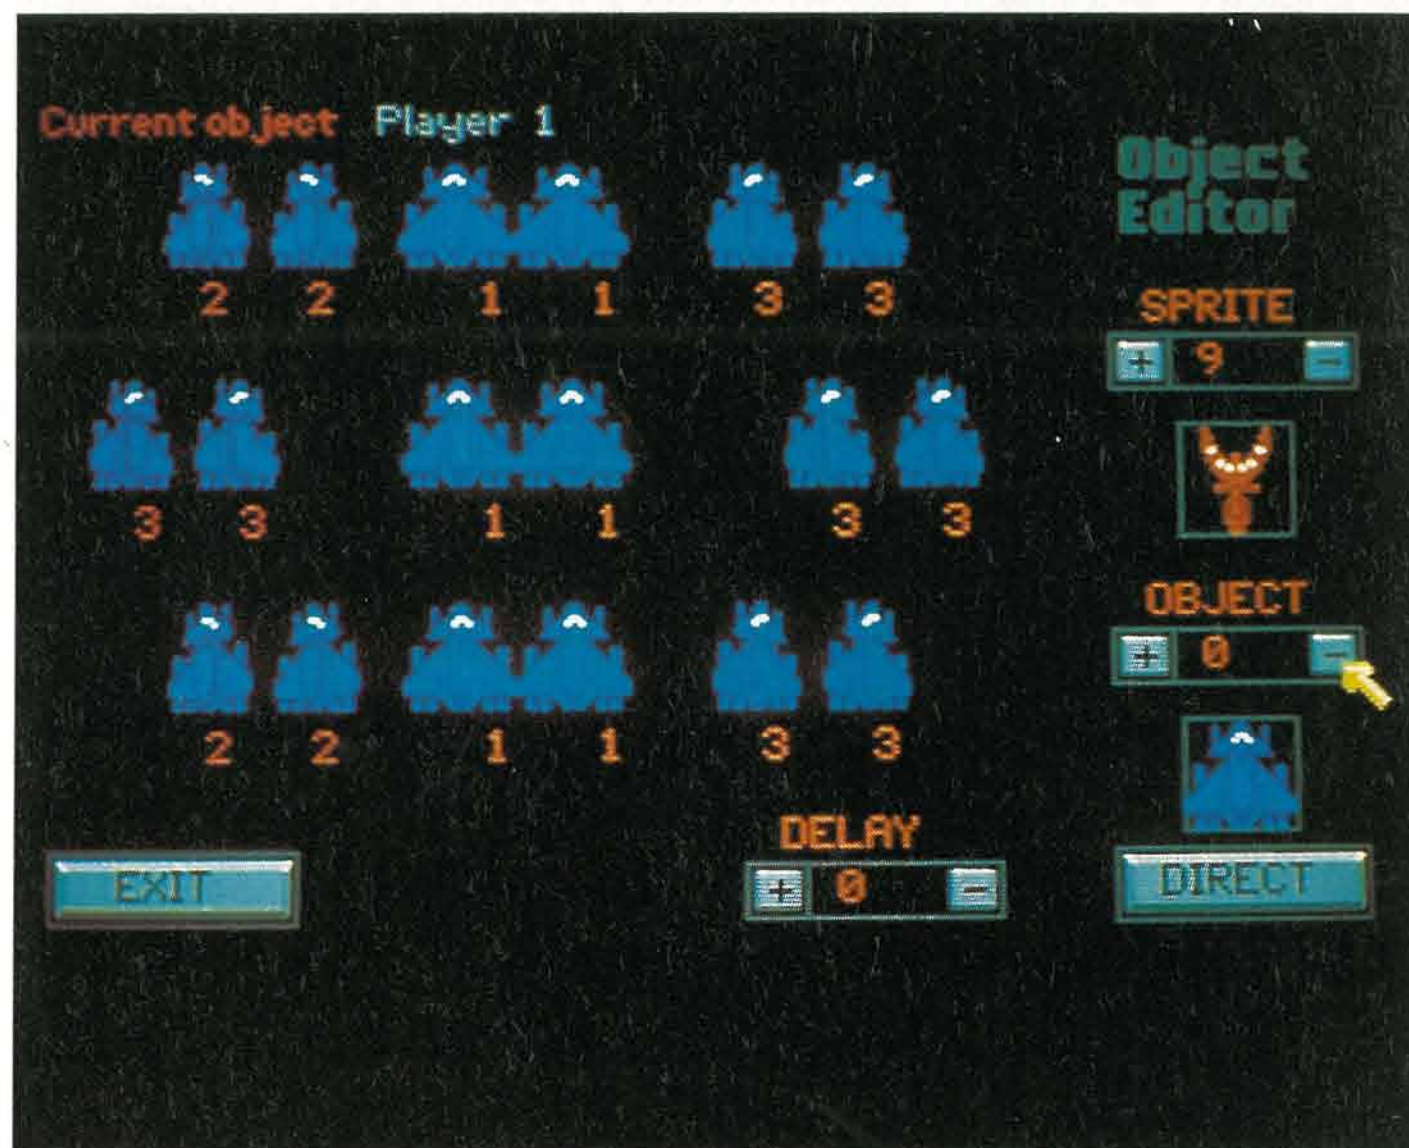 Current object Player 1
Object
Editor
2 2 1 1 3 3
SPRITE
+ 9 -
3 3 1 1 3 3
OBJECT
+ 0 -
2 2 1 1 3 3
DELAY
+ 0 -
EXIT
DIRECT